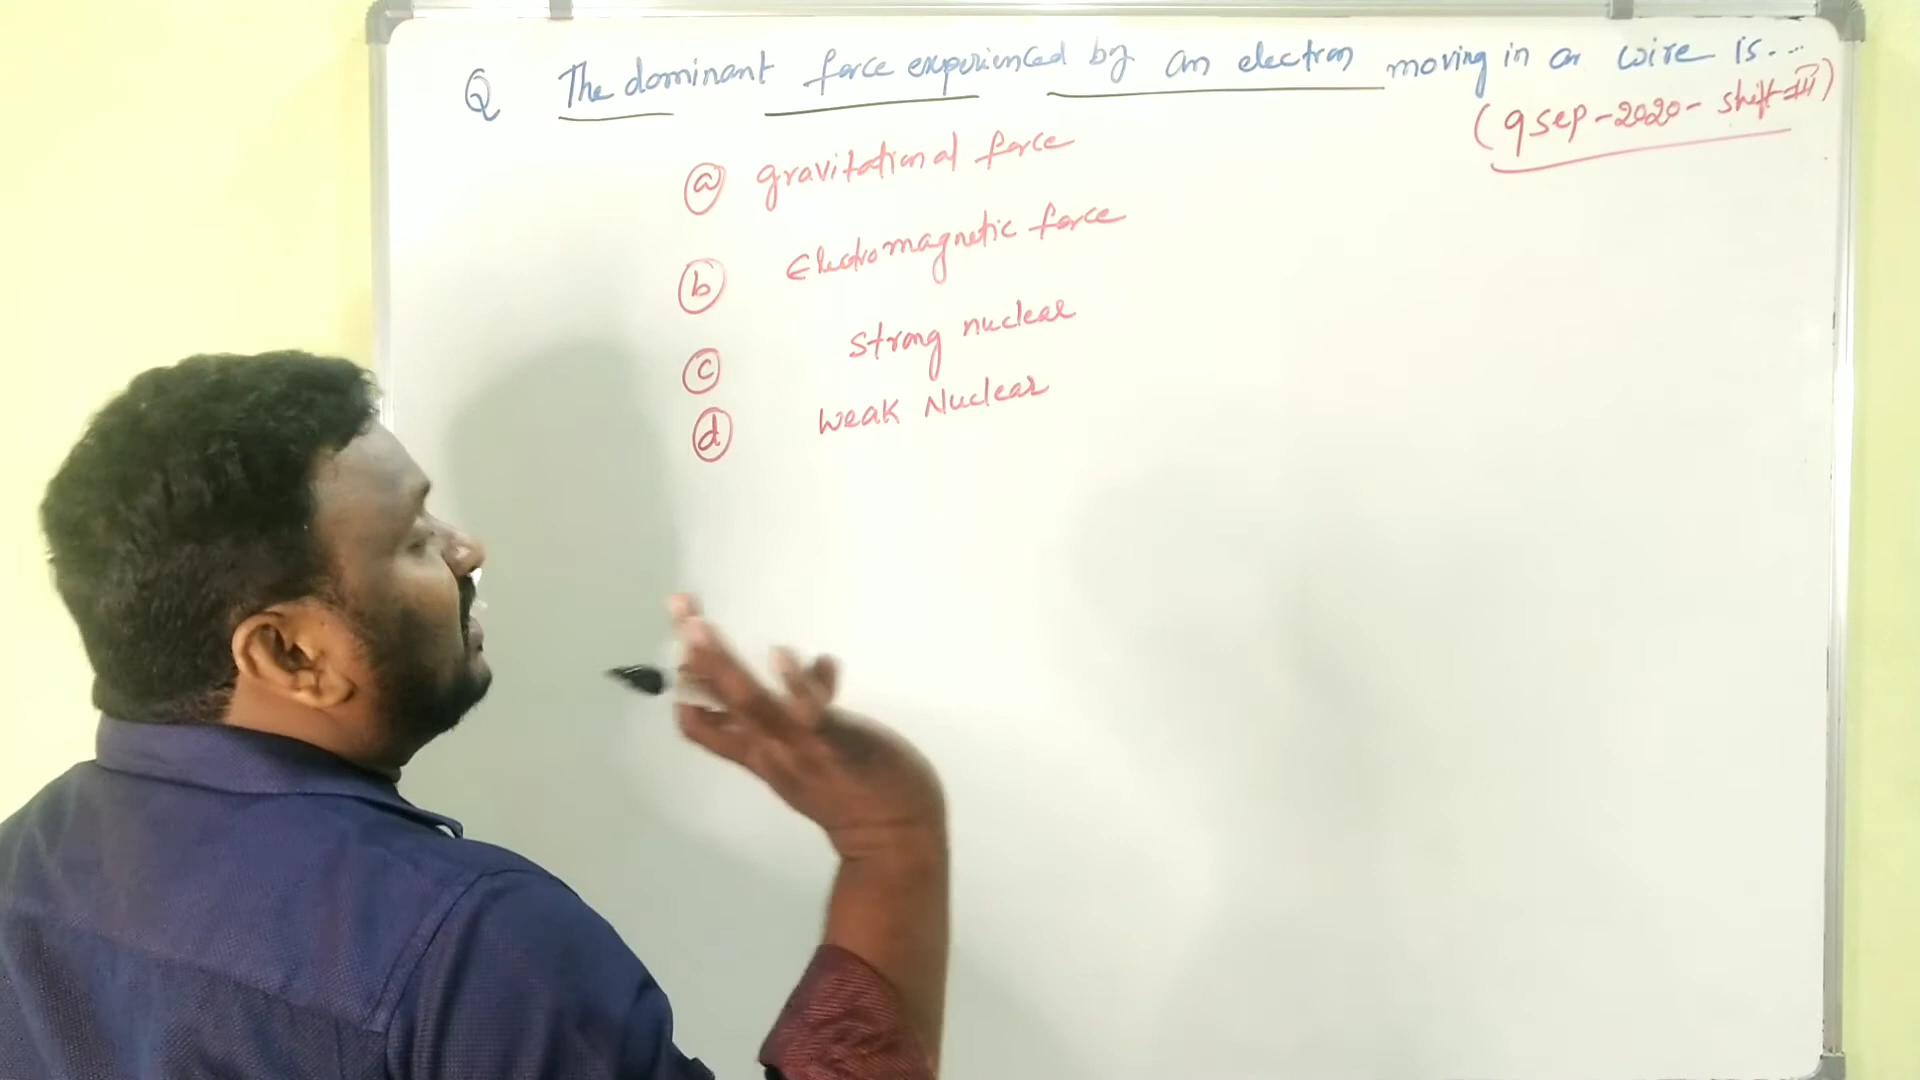 Q The dominant force experienced by an electron moving in a wire is....
(9 sep-2020- shift-III)
a gravitational force
b Electromagnetic force
c strong nuclear
d Weak Nuclear